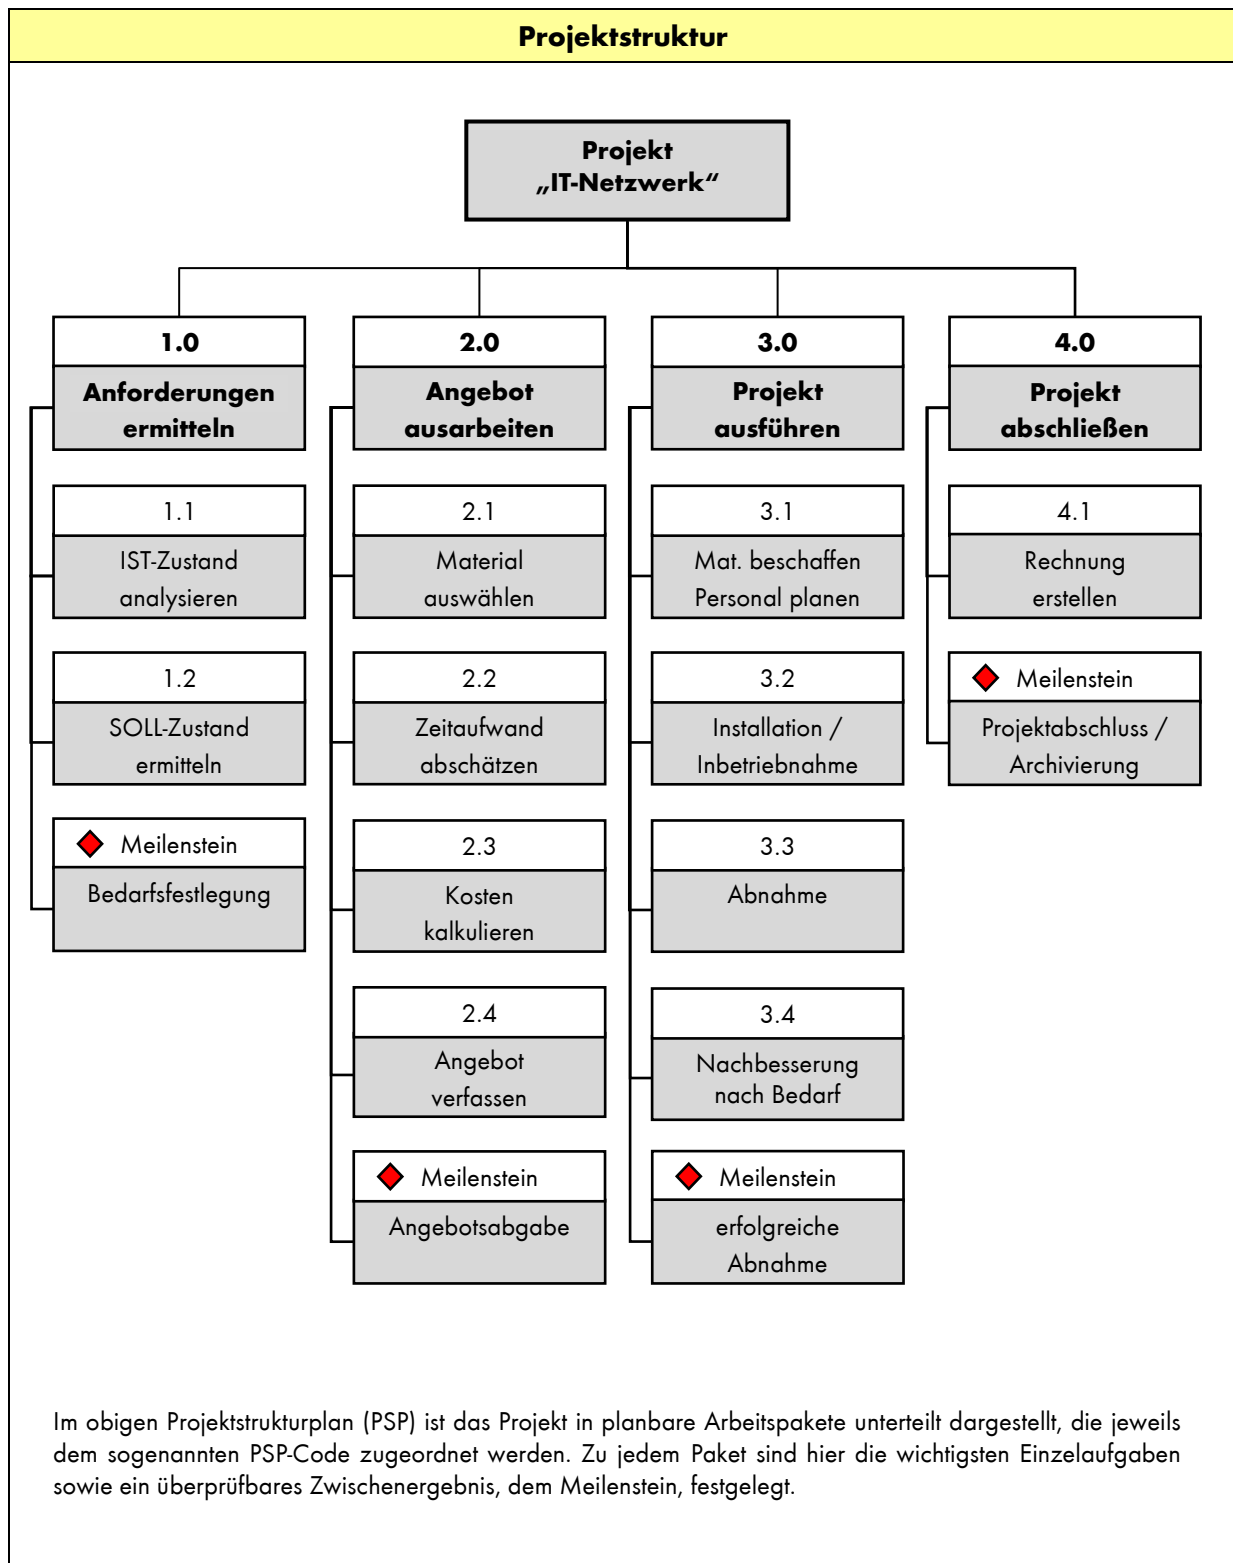 Projektstruktur
Projekt
„IT-Netzwerk“
1.0
Anforderungen
ermitteln
1.1
IST-Zustand
analysieren
1.2
SOLL-Zustand
ermitteln
Meilenstein
Bedarfsfestlegung
2.0
Angebot
ausarbeiten
2.1
Material
auswählen
2.2
Zeitaufwand
abschätzen
2.3
Kosten
kalkulieren
2.4
Angebot
verfassen
Meilenstein
Angebotsabgabe
3.0
Projekt
ausführen
3.1
Mat. beschaffen
Personal planen
3.2
Installation /
Inbetriebnahme
3.3
Abnahme
3.4
Nachbesserung
nach Bedarf
Meilenstein
erfolgreiche
Abnahme
4.0
Projekt
abschließen
4.1
Rechnung
erstellen
Meilenstein
Projektabschluss /
Archivierung
Im obigen Projektstrukturplan (PSP) ist das Projekt in planbare Arbeitspakete unterteilt dargestellt, die jeweils
dem sogenannten PSP-Code zugeordnet werden. Zu jedem Paket sind hier die wichtigsten Einzelaufgaben
sowie ein überprüfbares Zwischenergebnis, dem Meilenstein, festgelegt.